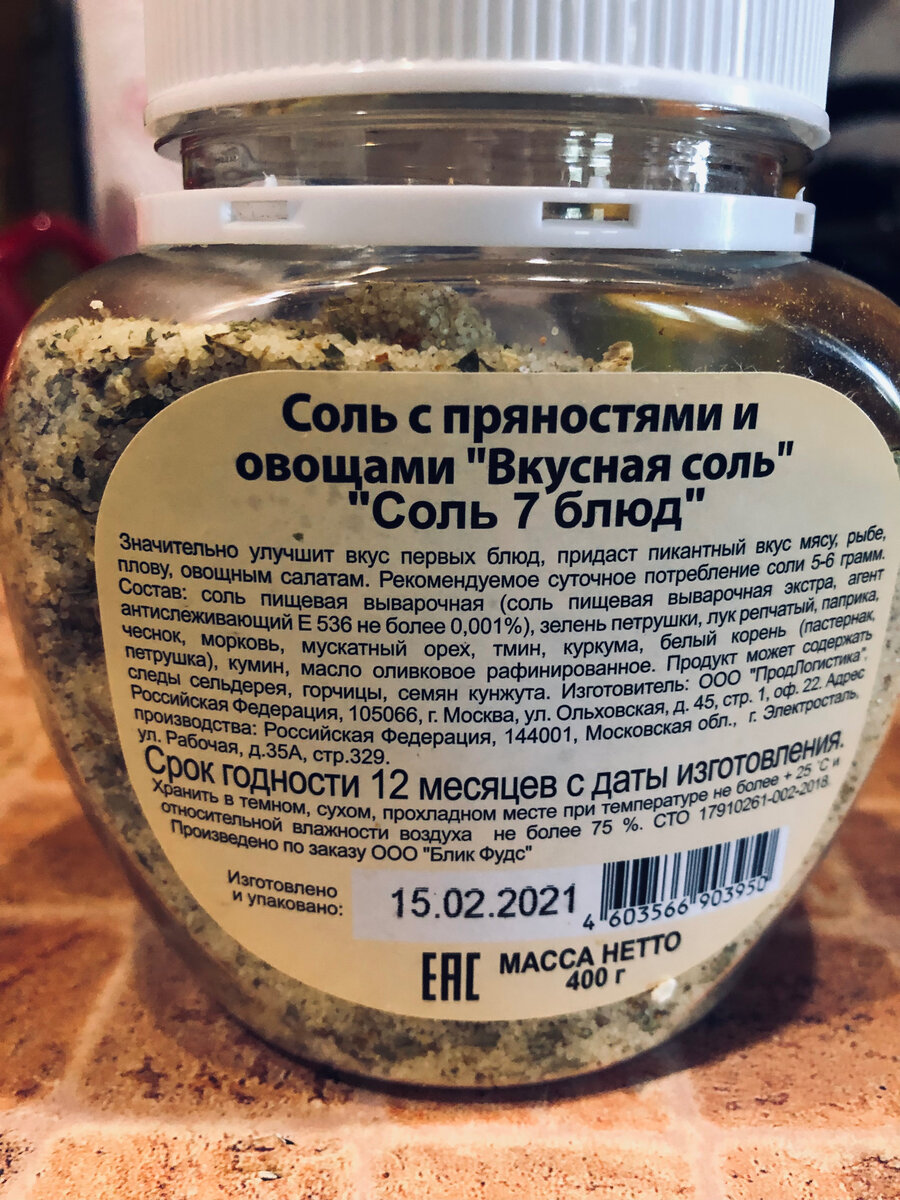 Соль с пряностями и
овощами "Вкусная соль"
"Соль 7 блюд"
Значительно улучшит вкус первых блюд, придаст пикантный вкус мясу, рыбе,
плову, овощным салатам. Рекомендуемое суточное потребление соли 5-6 грамм.
Состав: соль пищевая выварочная (соль пищевая выварочная экстра, агент
антислеживающий Е 536 не более 0,001%), зелень петрушки, лук репчатый, паприка,
чеснок, морковь, мускатный орех, тмин, куркума, белый корень (пастернак,
петрушка), кумин, масло оливковое рафинированное. Продукт может содержать
следы сельдерея, горчицы, семян кунжута. Изготовитель: ООО "ПродЛогистика",
Российская Федерация, 105066, г. Москва, ул. Ольховская, д. 45, стр. 1, оф. 22. Адрес
производства: Российская Федерация, 144001, Московская обл., г. Электросталь,
ул. Рабочая, д.35А, стр.329.
Срок годности 12 месяцев с даты изготовления.
Хранить в темном, сухом, прохладном месте при температуре не более + 25 °С и
относительной влажности воздуха не более 75 %. СТО 17910261-002-2018.
Произведено по заказу ООО "Блик Фудс"
Изготовлено
и упаковано:
15.02.2021
4 603566 903950
ЕАС
МАССА НЕТТО
400 г